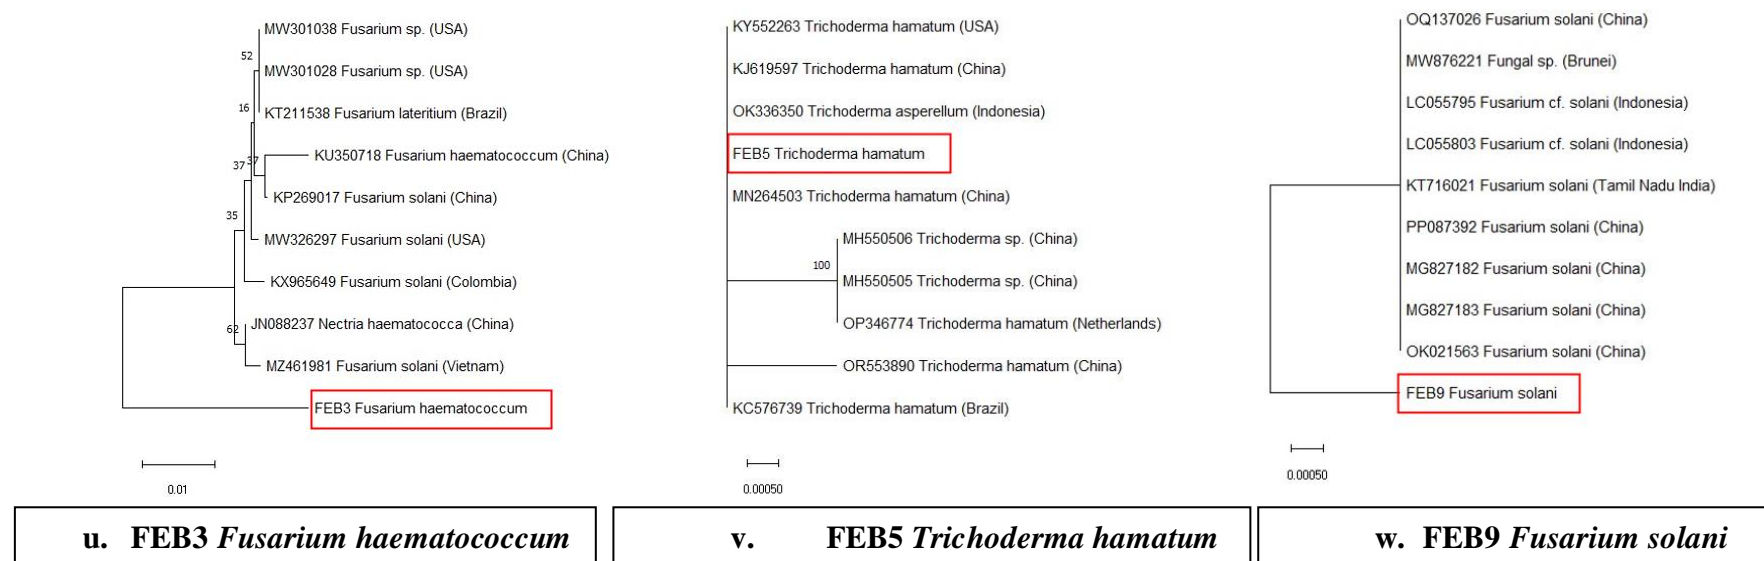 MW301038 Fusarium sp. (USA)
52
MW301028 Fusarium sp. (USA)
16
KT211538 Fusarium lateritium (Brazil)
KU350718 Fusarium haematococcum (China)
37
37
KP269017 Fusarium solani (China)
35
MW326297 Fusarium solani (USA)
KX965649 Fusarium solani (Colombia)
JN088237 Nectria haematococca (China)
62
MZ461981 Fusarium solani (Vietnam)
FEB3 Fusarium haematococcum
0.01
u. FEB3 Fusarium haematococcum
KY552263 Trichoderma hamatum (USA)
KJ619597 Trichoderma hamatum (China)
OK336350 Trichoderma asperellum (Indonesia)
FEB5 Trichoderma hamatum
MN264503 Trichoderma hamatum (China)
MH550506 Trichoderma sp. (China)
100
MH550505 Trichoderma sp. (China)
OP346774 Trichoderma hamatum (Netherlands)
OR553890 Trichoderma hamatum (China)
KC576739 Trichoderma hamatum (Brazil)
0.00050
v. FEB5 Trichoderma hamatum
OQ137026 Fusarium solani (China)
MW876221 Fungal sp. (Brunei)
LC055795 Fusarium cf. solani (Indonesia)
LC055803 Fusarium cf. solani (Indonesia)
KT716021 Fusarium solani (Tamil Nadu India)
PP087392 Fusarium solani (China)
MG827182 Fusarium solani (China)
MG827183 Fusarium solani (China)
OK021563 Fusarium solani (China)
FEB9 Fusarium solani
0.00050
w. FEB9 Fusarium solani